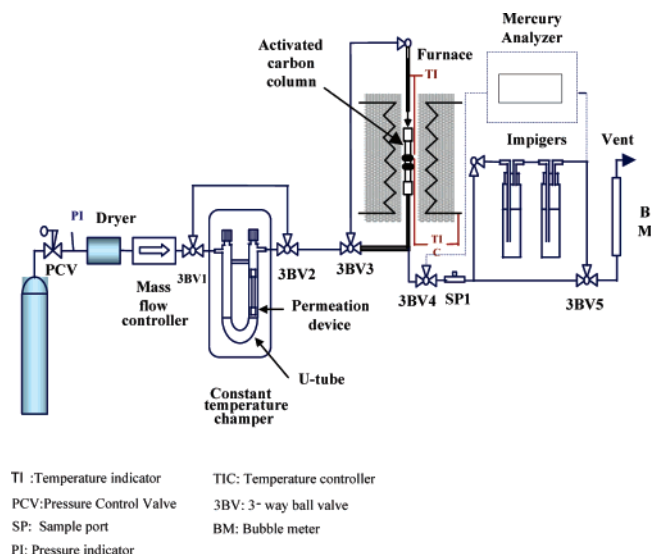 Mercury
Analyzer
Activated
carbon
column
Furnace
TI
Impigers
Vent
PI
Dryer
B
M
TI
C
PCV
3BV1
3BV2
3BV3
3BV4
SP1
3BV5
Mass
flow
controller
Permeation
device
U-tube
Constant
temperature
champer
TI :Temperature indicator
TIC: Temperature controller
PCV:Pressure Control Valve
3BV: 3- way ball valve
SP: Sample port
BM: Bubble meter
PI: Pressure indicator